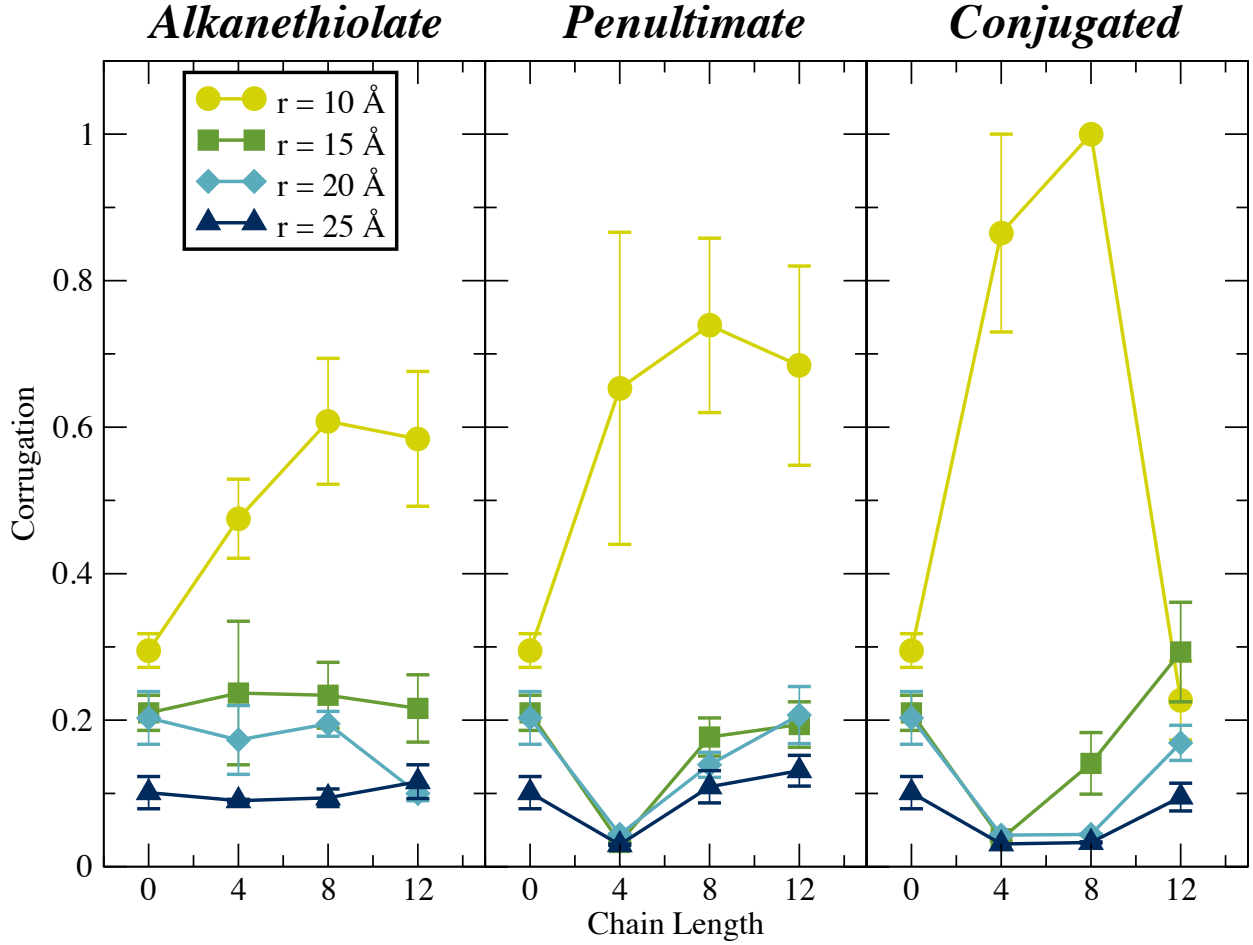 Alkanethiolate Penultimate Conjugated
r = 10 Å
r = 15 Å
r = 20 Å
r = 25 Å
1
0.8
0.6
0.4
0.2
0
Corrugation
0 4 8 12 0 4 8 12 0 4 8 12
Chain Length